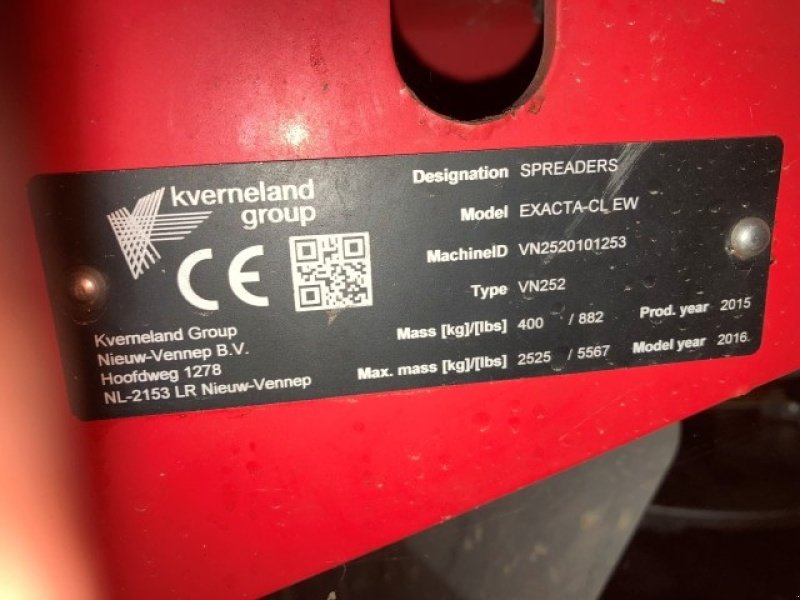 kverneland
group
CE
Kverneland Group
Nieuw-Vennep B.V.
Hoofdweg 1278
NL-2153 LR Nieuw-Vennep
Designation SPREADERS
Model EXACTA-CL EW
MachineID VN2520101253
Type VN252
Mass [kg]/[lbs] 400 / 882 Prod. year 2015
Max. mass [kg]/[lbs] 2525 / 5567 Model year 2016